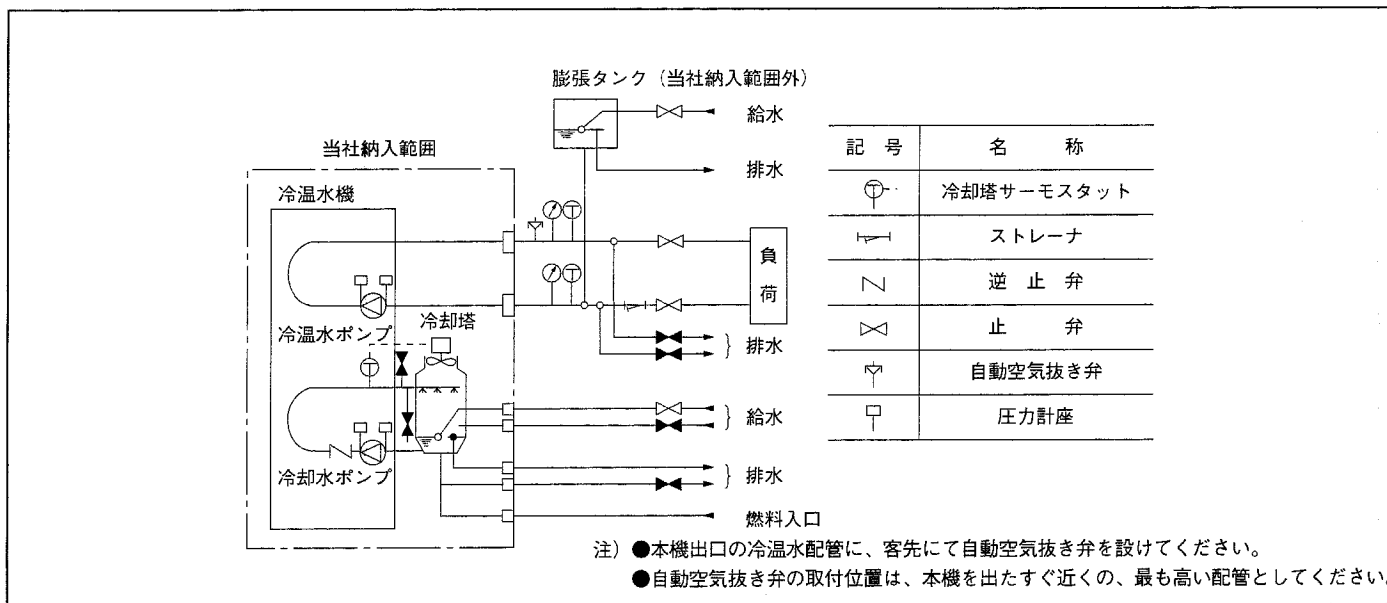 膨張タンク(当社納入範囲外)
給水
排水
当社納入範囲
冷温水機
負荷
冷温水ポンプ
冷却塔
排水
給水
冷却水ポンプ
排水
燃料入口
記 号 名 称
冷却塔サーモスタット
ストレーナ
逆 止 弁
止 弁
自動空気抜き弁
圧力計座
注)●本機出口の冷温水配管に、客先にて自動空気抜き弁を設けてください。
●自動空気抜き弁の取付位置は、本機を出たすぐ近くの、最も高い配管としてください。